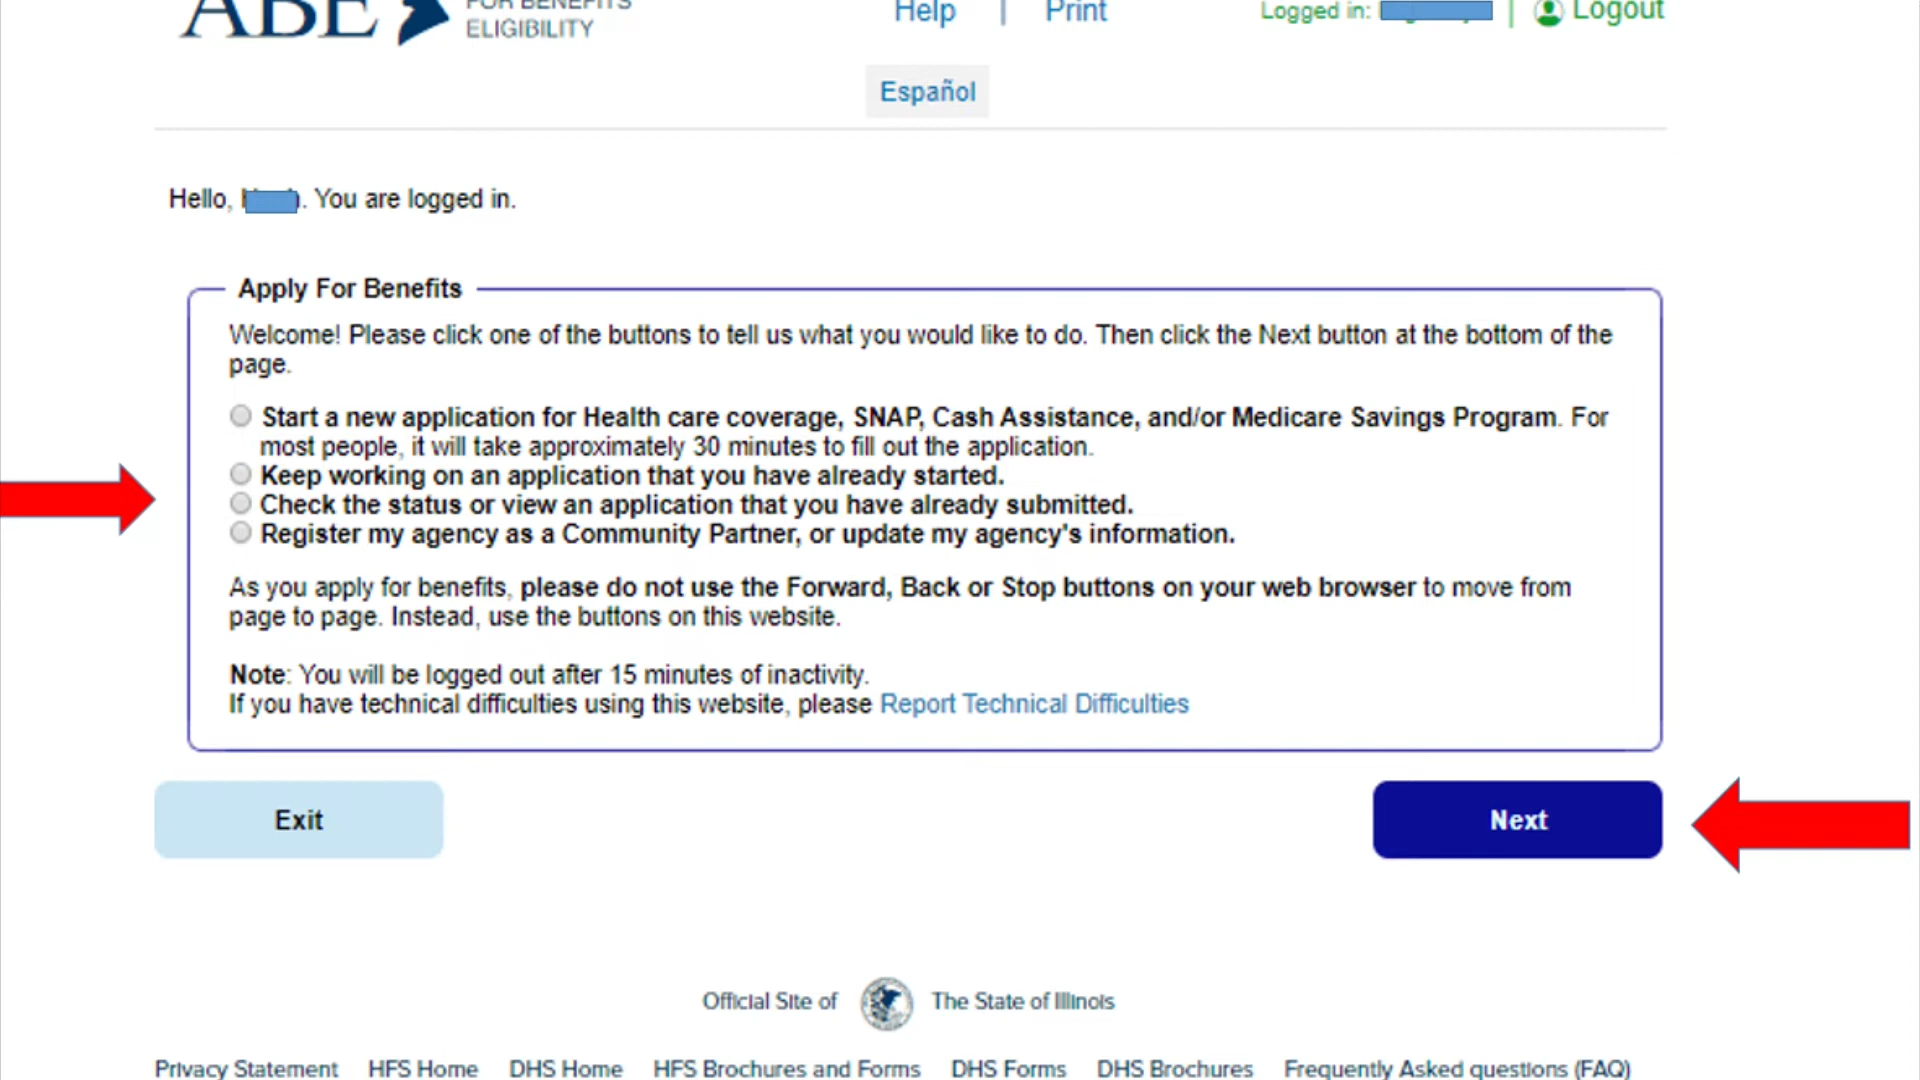 ABE FOR BENEFITS
ELIGIBILITY
Help | Print
Logged in: | Logout
Español
Hello, . You are logged in.
Apply For Benefits
Welcome! Please click one of the buttons to tell us what you would like to do. Then click the Next button at the bottom of the
page.
Start a new application for Health care coverage, SNAP, Cash Assistance, and/or Medicare Savings Program. For
most people, it will take approximately 30 minutes to fill out the application.
Keep working on an application that you have already started.
Check the status or view an application that you have already submitted.
Register my agency as a Community Partner, or update my agency's information.
As you apply for benefits, please do not use the Forward, Back or Stop buttons on your web browser to move from
page to page. Instead, use the buttons on this website.
Note: You will be logged out after 15 minutes of inactivity.
If you have technical difficulties using this website, please Report Technical Difficulties
Exit
Next
Official Site of The State of Illinois
Privacy Statement HFS Home DHS Home HFS Brochures and Forms DHS Forms DHS Brochures Frequently Asked questions (FAQ)